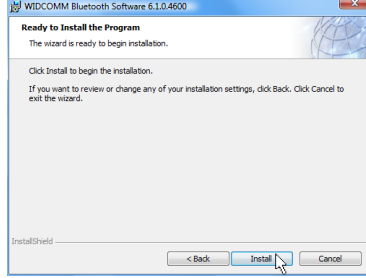 WIDCOMM Bluetooth Software 6.1.0.4600
Ready to Install the Program
The wizard is ready to begin installation.
Click Install to begin the installation.
If you want to review or change any of your installation settings, click Back. Click Cancel to
exit the wizard.
InstallShield
< Back Install Cancel